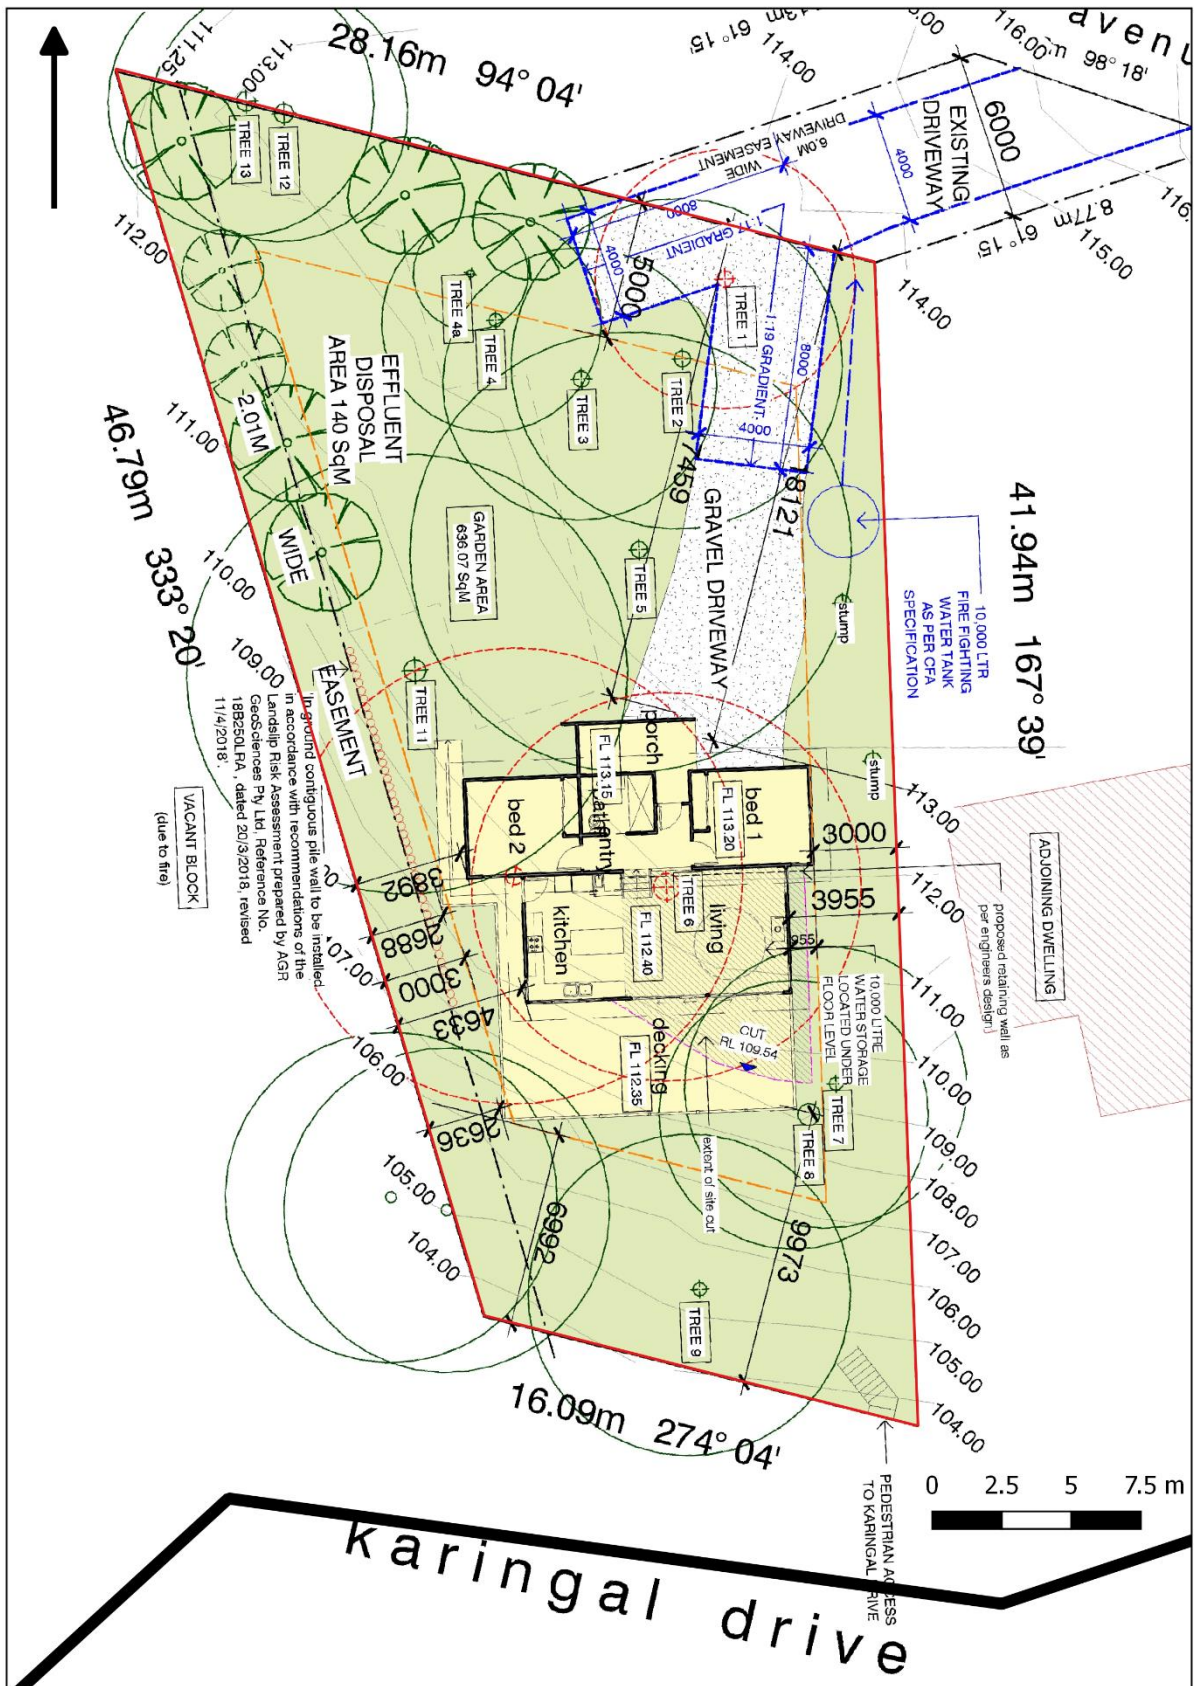 avenu
111.25
113.00
28.16m 94° 04'
61° 15'
114.00
116.00
98° 18'
EXISTING
DRIVEWAY
6000
4000
6.0M
WIDE
DRIVEWAY EASEMENT
8.77m
61° 15'
115.00
116.
114.00
TREE 13
TREE 12
112.00
8000
1:17 GRADIENT
4000
5000
TREE 1
1:19 GRADIENT.
8000
4000
TREE 4a
TREE 4
TREE 3
TREE 2
EFFLUENT
DISPOSAL
AREA 140 SqM
2.01M
WIDE
EASEMENT
111.00
46.79m 333° 20'
110.00
109.00
GARDEN AREA
636.07 SqM
7459
18121
GRAVEL DRIVEWAY
TREE 5
stump
10,000 LTR
FIRE FIGHTING
WATER TANK
AS PER CFA
SPECIFICATION
41.94m 167° 39'
TREE 11
'In ground contiguous pile wall to be installed
in accordance with recommendations of the
Landslip Risk Assessment prepared by AGR
GeoSciences Pty Ltd, Reference No.
18B250LRA , dated 20/3/2018, revised
11/4/2018'.
VACANT BLOCK
(due to fire)
porch
FL 113.15
bed 1
FL 113.20
bed 2
stump
113.00
3000
3955
955
112.00
ADJOINING DWELLING
proposed retaining wall as
per engineers design
TREE 6
living
kitchen
FL 112.40
3892
2688
3000
4633
107.00
106.00
10,000 LITRE
WATER STORAGE
LOCATED UNDER
FLOOR LEVEL
111.00
110.00
CUT
RL 109.54
decking
FL 112.35
TREE 7
TREE 8
109.00
108.00
107.00
106.00
105.00
104.00
extent of site cut
2636
105.00
104.00
6992
9973
TREE 9
16.09m 274° 04'
PEDESTRIAN ACCESS
TO KARINGAL DRIVE
0 2.5 5 7.5 m
karingal drive